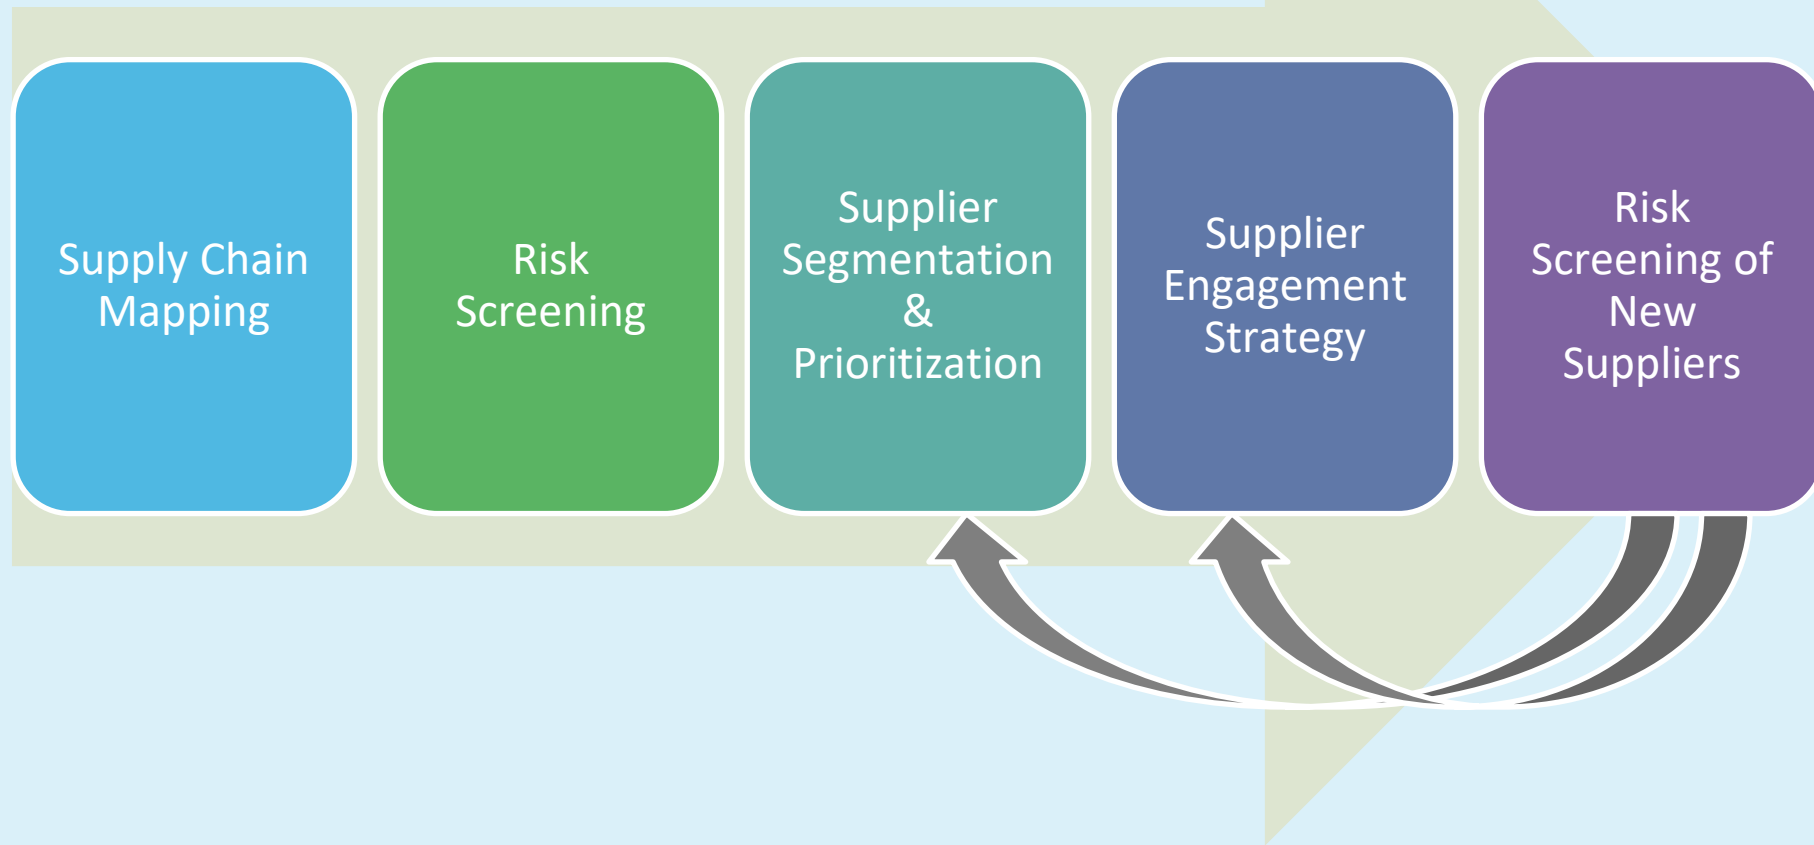 Supply Chain
Mapping
Risk
Screening
Supplier
Segmentation
&
Prioritization
Supplier
Engagement
Strategy
Risk
Screening of
New
Suppliers